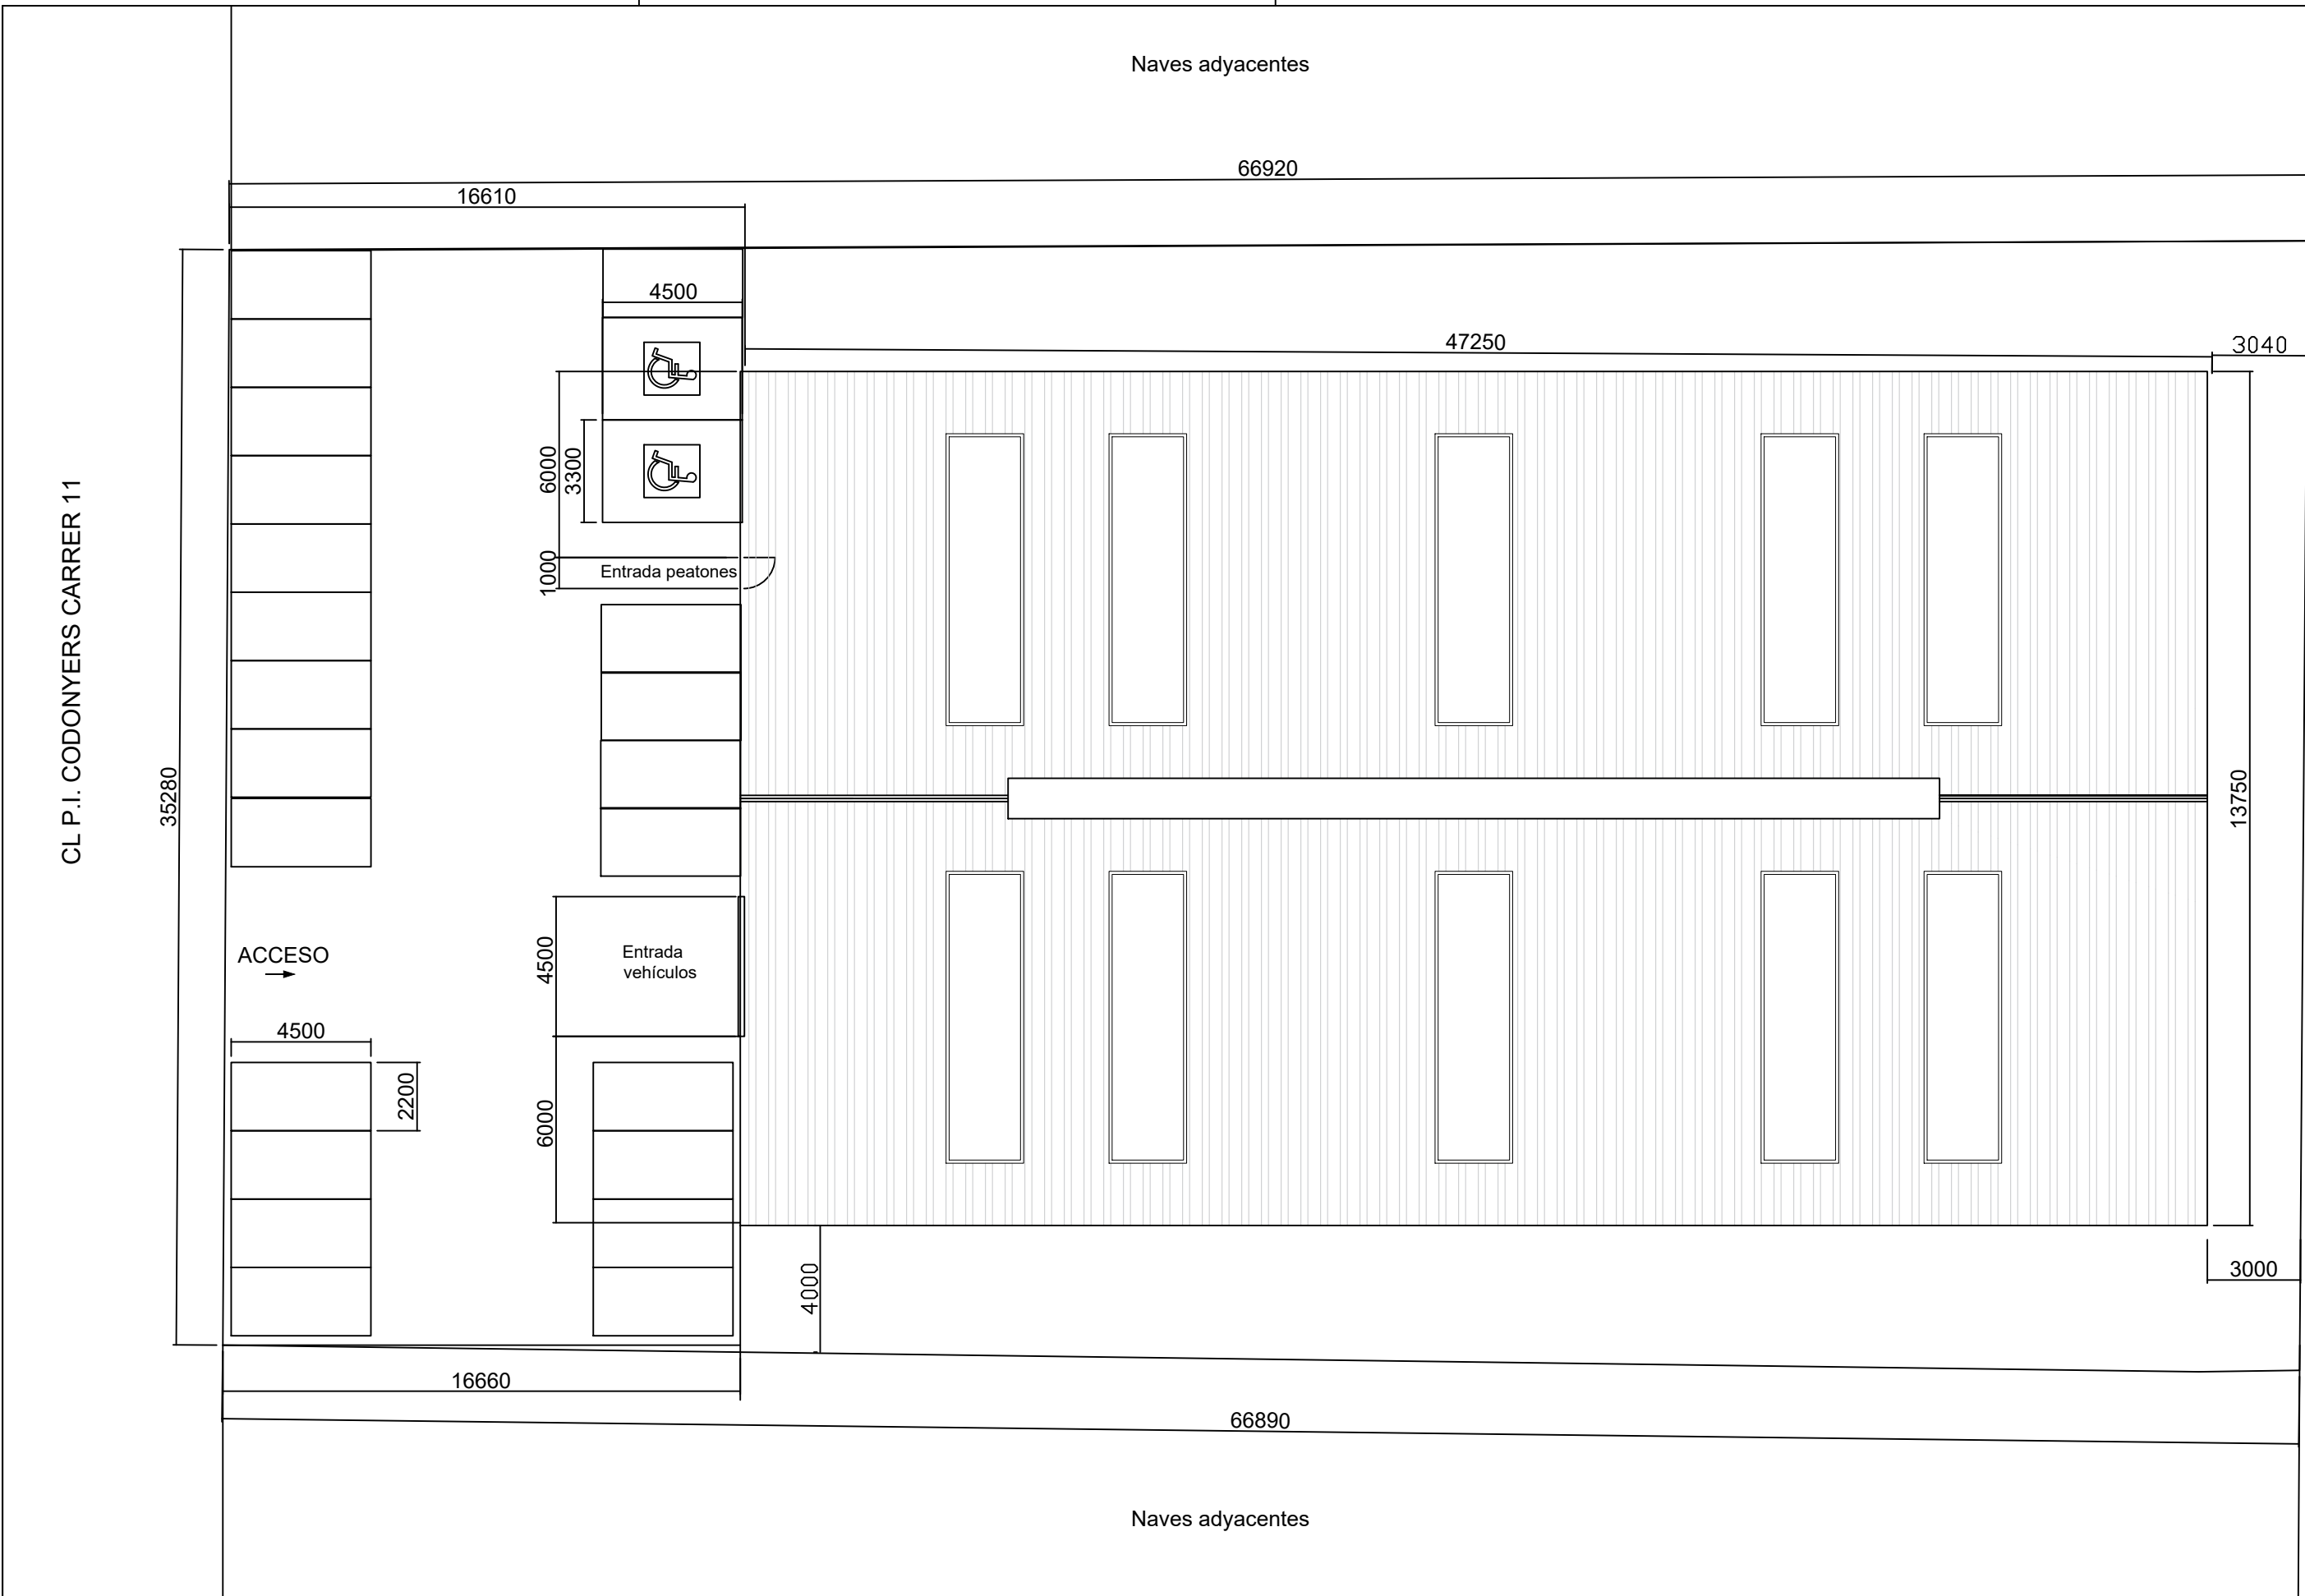 Naves adyacentes
66920
16610
4500
47250
3040
6000
3300
1000
Entrada peatones
CL P.I. CODONYERS CARRER 11
35280
13750
ACCESO
4500
Entrada
vehículos
4500
2200
6000
4000
3000
16660
66890
Naves adyacentes